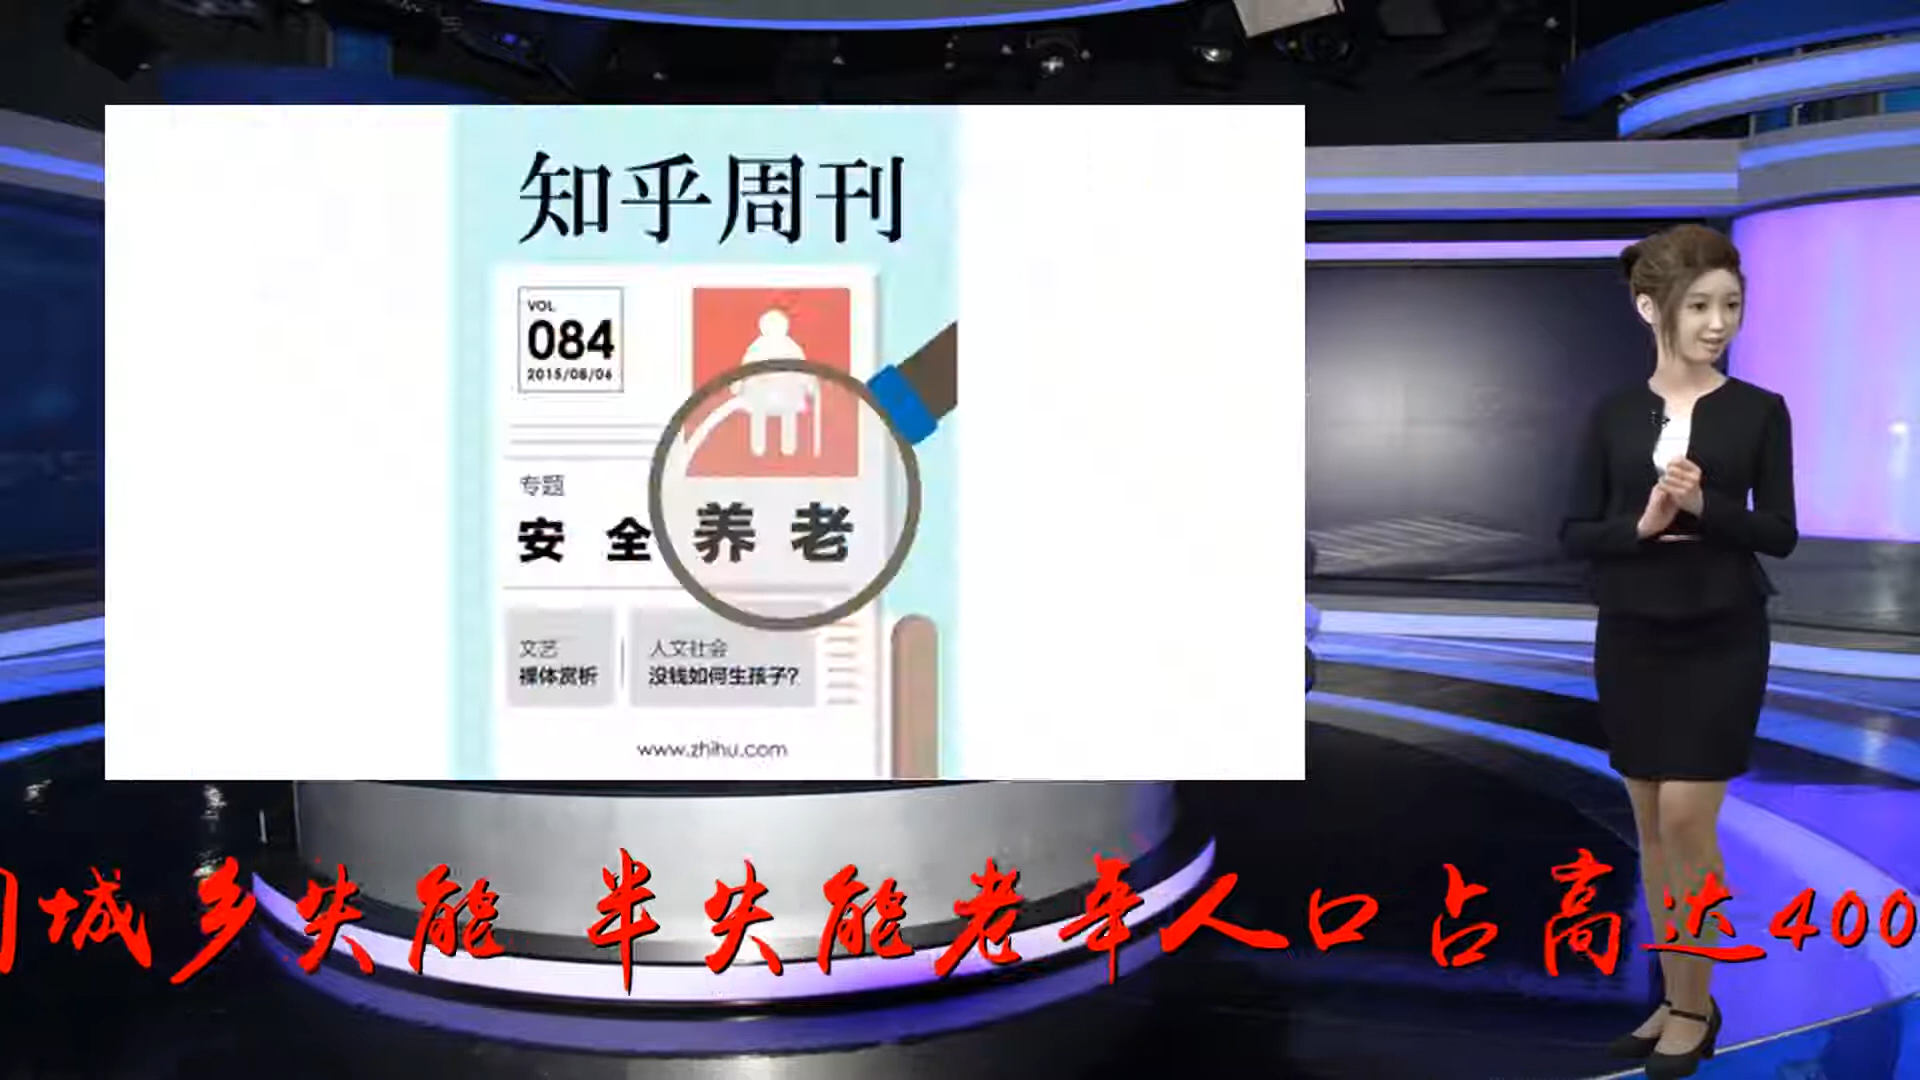 知乎周刊
VOL.
084
2015/08/06
专题
安 全 养 老
文艺
裸体赏析
人文社会
没钱如何生孩子?
www.zhihu.com
城乡失能 半失能老年人口占高达400